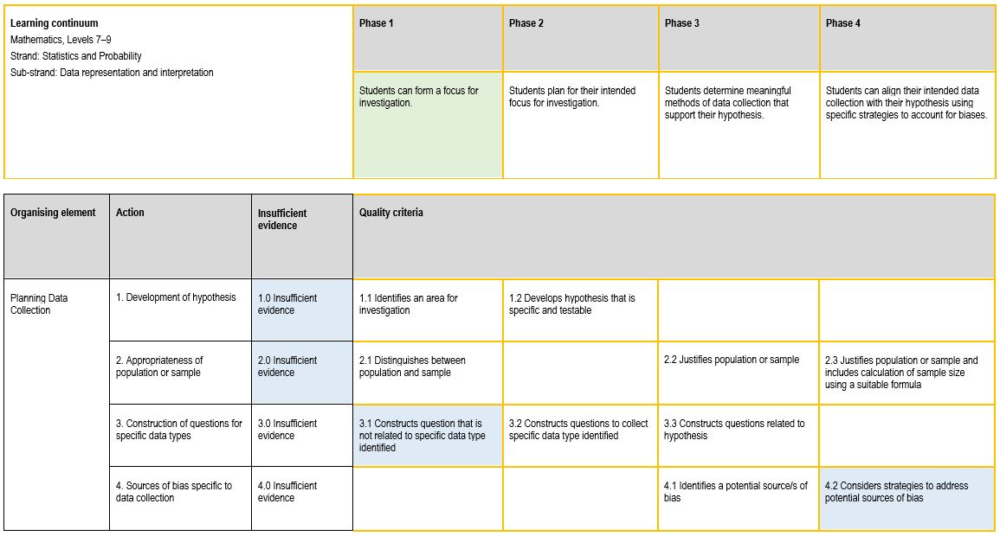 Learning continuum
Mathematics, Levels 7–9
Strand: Statistics and Probability
Sub-strand: Data representation and interpretation
Phase 1
Phase 2
Phase 3
Phase 4
Students can form a focus for
investigation.
Students plan for their intended
focus for investigation.
Students determine meaningful
methods of data collection that
support their hypothesis.
Students can align their intended data
collection with their hypothesis using
specific strategies to account for biases.
Organising element
Action
Insufficient
evidence
Quality criteria
Planning Data
Collection
1. Development of hypothesis
1.0 Insufficient
evidence
1.1 Identifies an area for
investigation
1.2 Develops hypothesis that is
specific and testable
2. Appropriateness of
population or sample
2.0 Insufficient
evidence
2.1 Distinguishes between
population and sample
2.2 Justifies population or sample
2.3 Justifies population or sample and
includes calculation of sample size
using a suitable formula
3. Construction of questions for
specific data types
3.0 Insufficient
evidence
3.1 Constructs question that is
not related to specific data type
identified
3.2 Constructs questions to collect
specific data type identified
3.3 Constructs questions related to
hypothesis
4. Sources of bias specific to
data collection
4.0 Insufficient
evidence
4.1 Identifies a potential source/s of
bias
4.2 Considers strategies to address
potential sources of bias